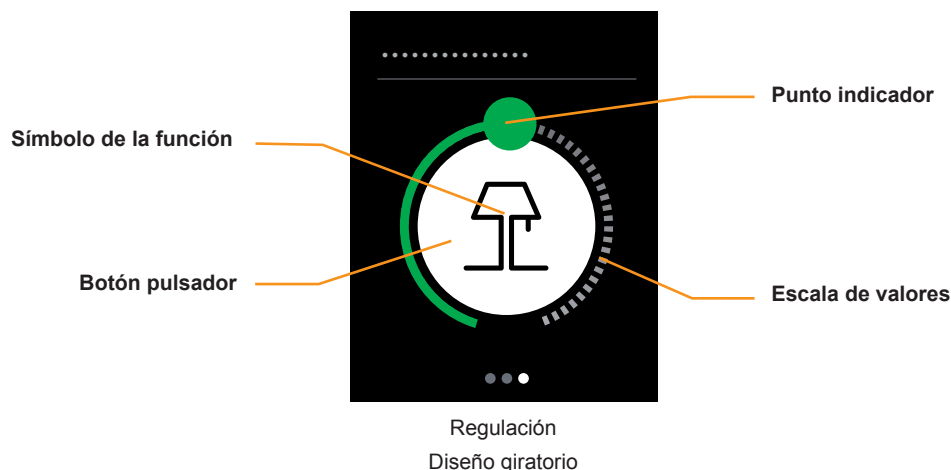 Punto indicador
Símbolo de la función
Botón pulsador
Escala de valores
Regulación
Diseño giratorio